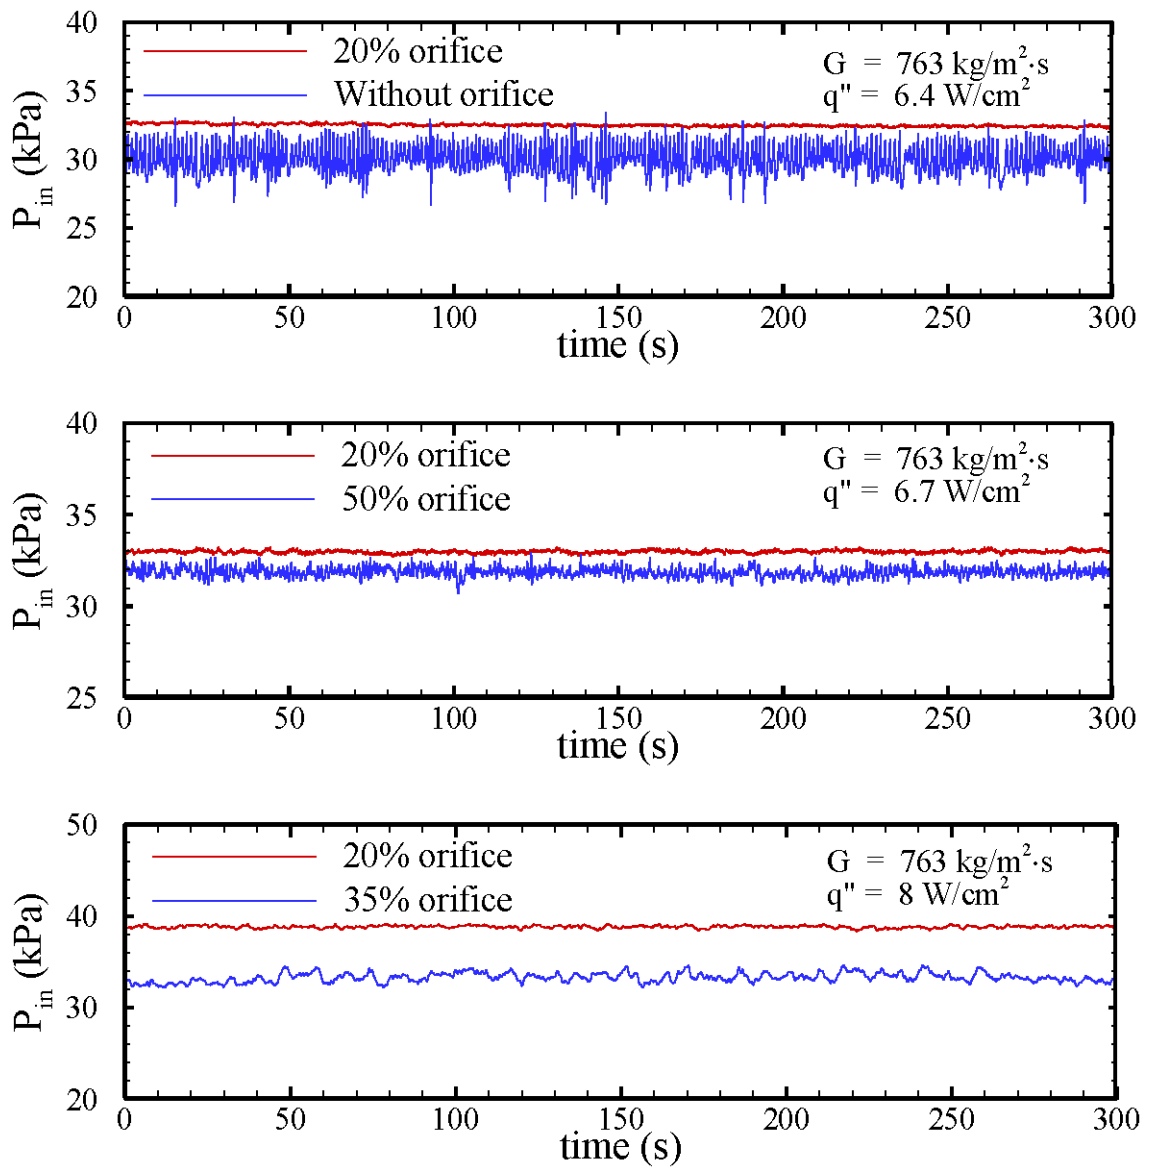 40
35
30
25
20
P_in (kPa)
20% orifice
Without orifice
G = 763 kg/m²·s
q" = 6.4 W/cm²
0 50 100 150 200 250 300
time (s)
40
35
30
25
P_in (kPa)
20% orifice
50% orifice
G = 763 kg/m²·s
q" = 6.7 W/cm²
0 50 100 150 200 250 300
time (s)
50
40
30
20
P_in (kPa)
20% orifice
35% orifice
G = 763 kg/m²·s
q" = 8 W/cm²
0 50 100 150 200 250 300
time (s)